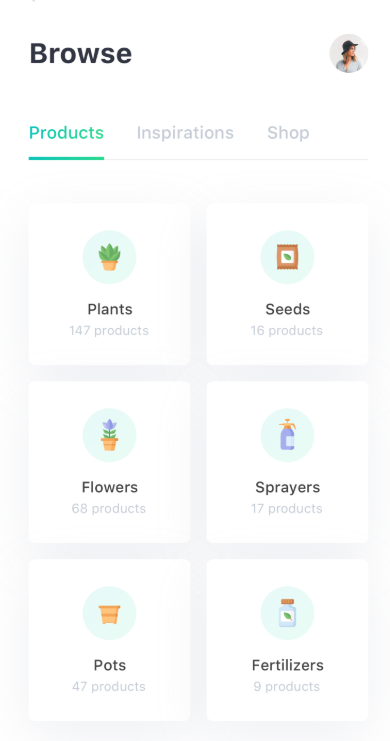 Browse
Products Inspirations Shop
Plants
147 products
Seeds
16 products
Flowers
68 products
Sprayers
17 products
Pots
47 products
Fertilizers
9 products